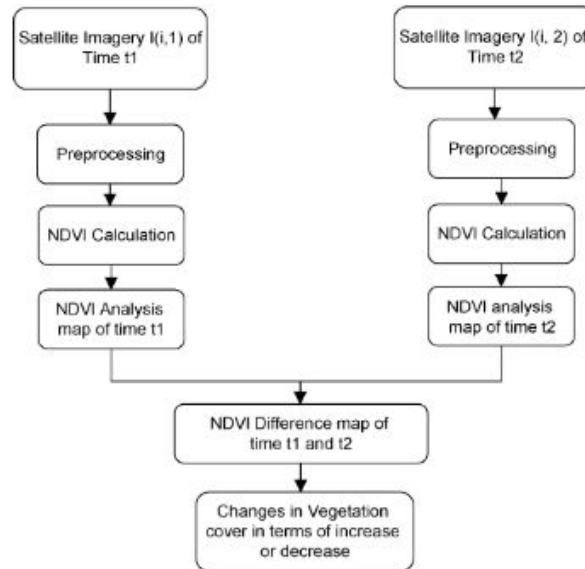 Satellite Imagery I(i,1) of
Time t1
Preprocessing
NDVI Calculation
NDVI Analysis
map of time t1
Satellite Imagery I(i, 2) of
Time t2
Preprocessing
NDVI Calculation
NDVI analysis
map of time t2
NDVI Difference map of
time t1 and t2
Changes in Vegetation
cover in terms of increase
or decrease